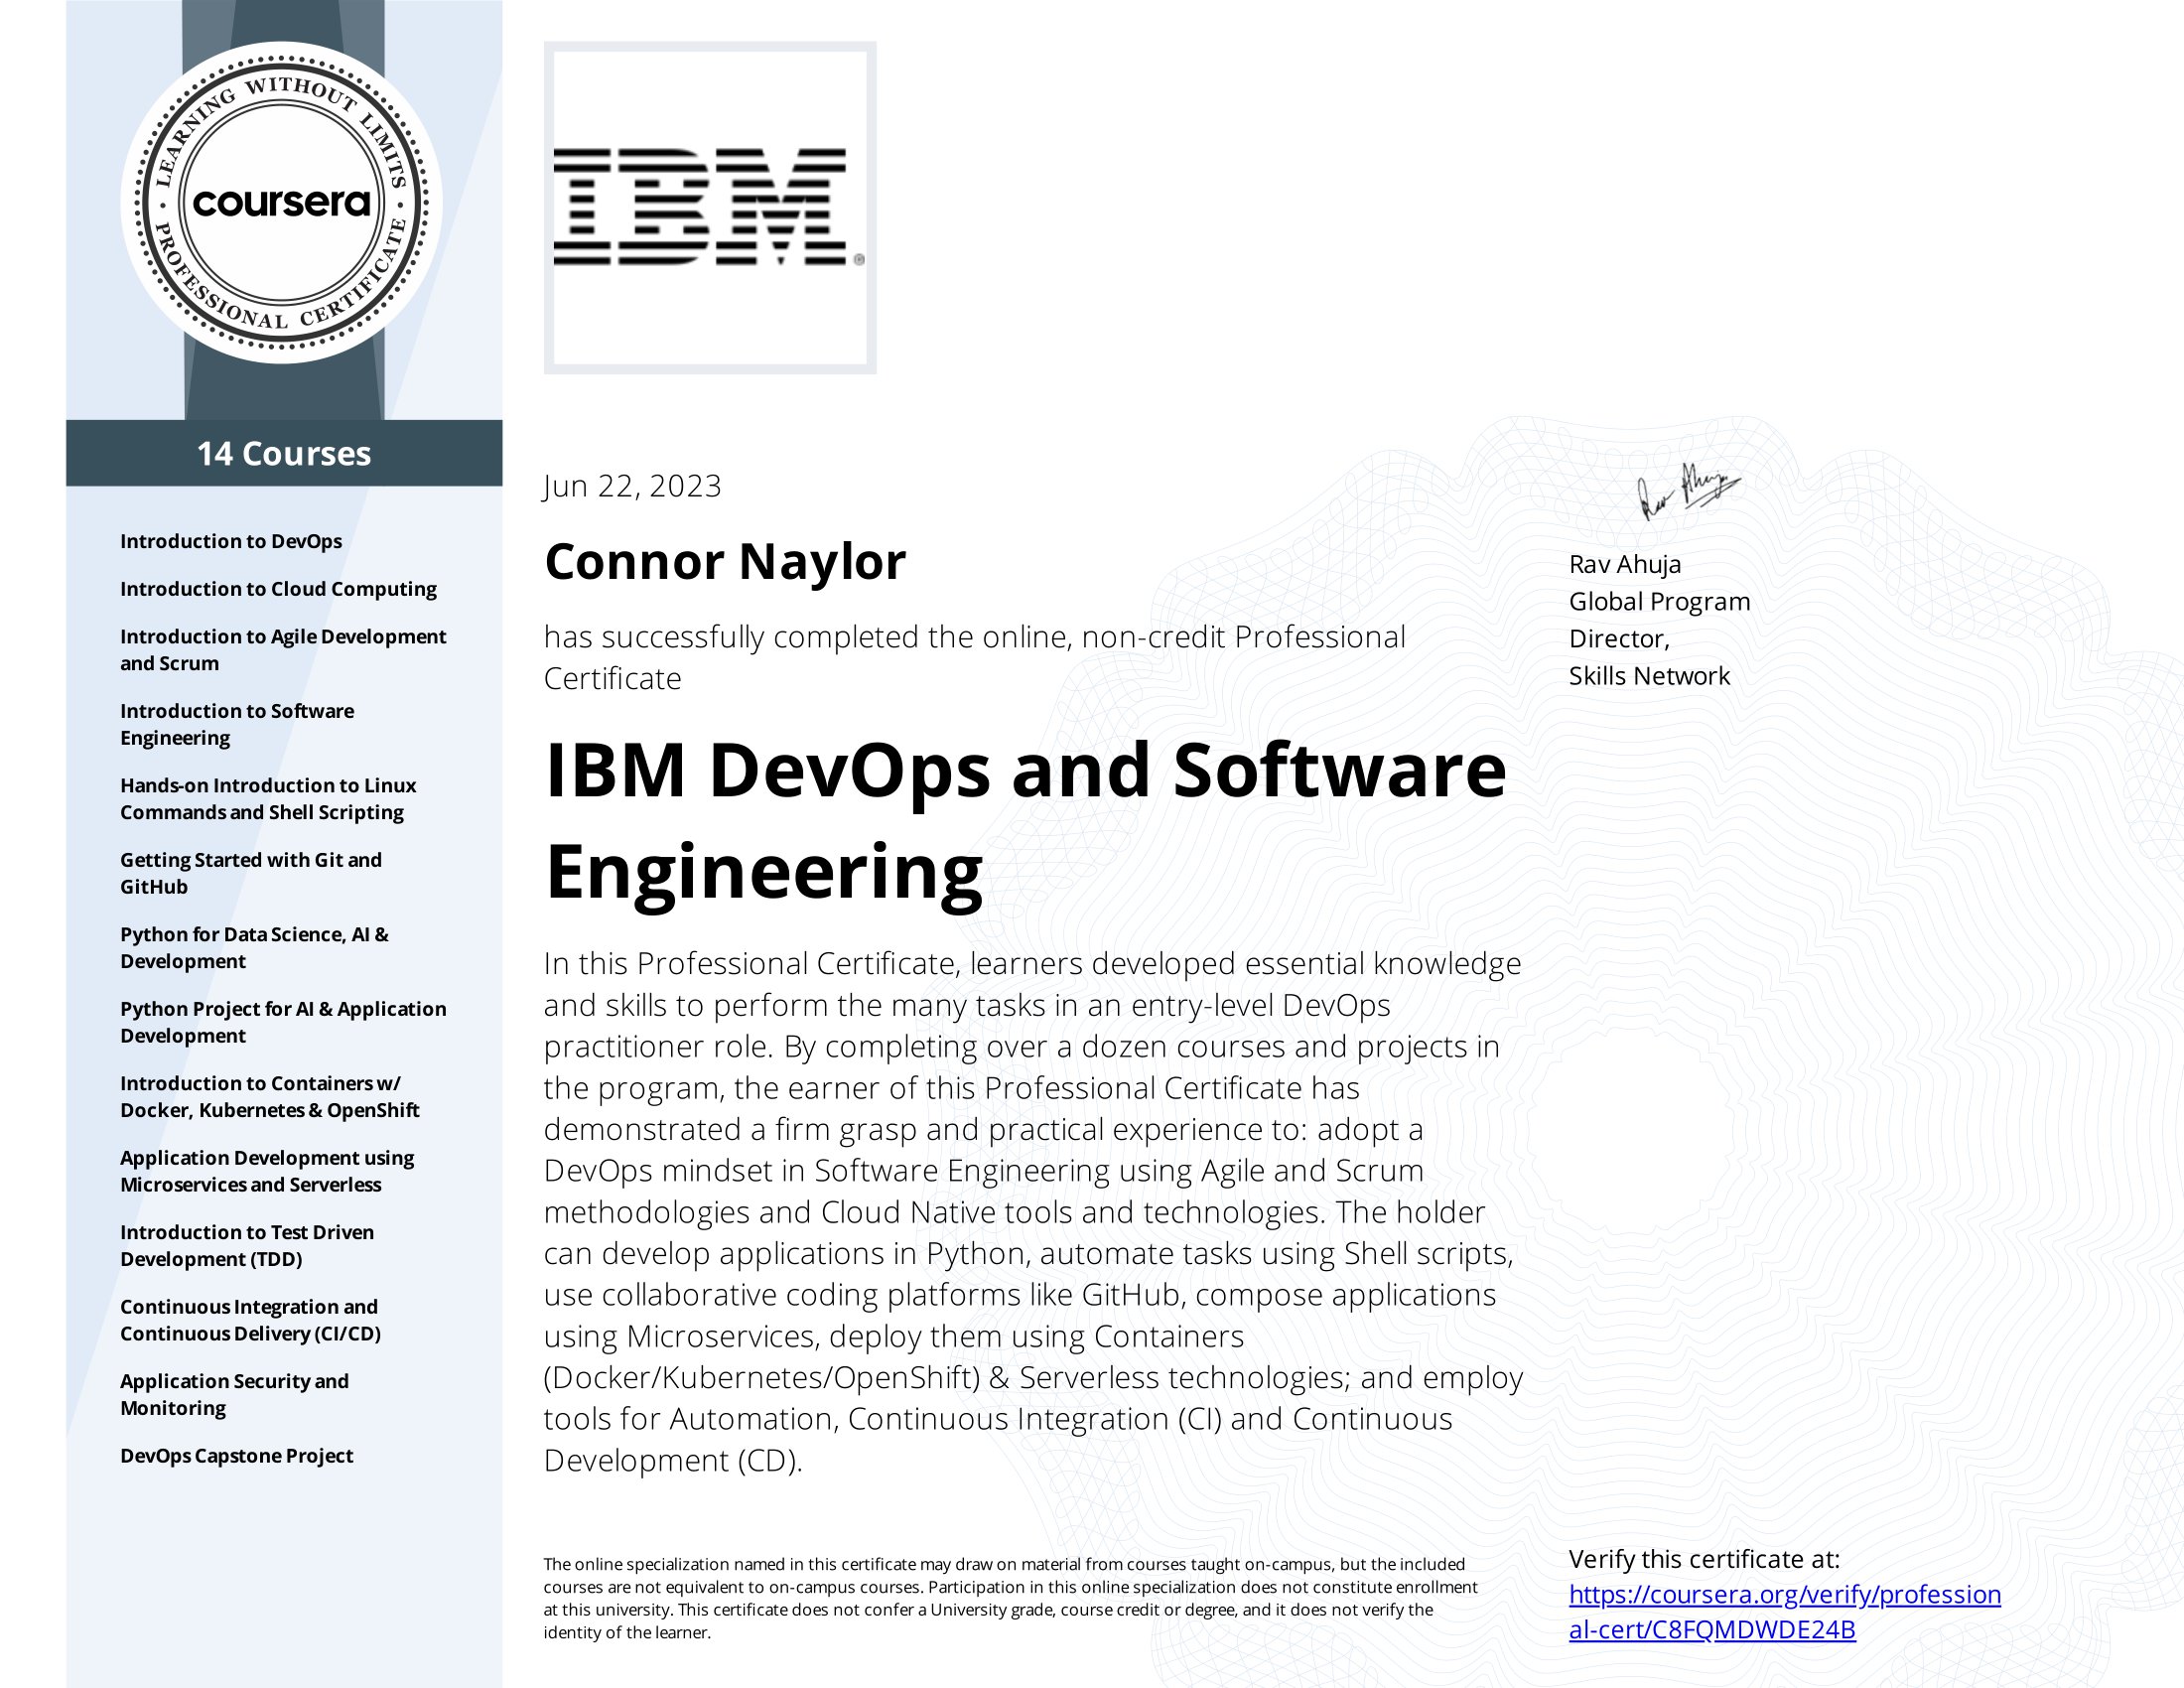 LEARNING WITHOUT LIMITS
coursera
PROFESSIONAL CERTIFICATE
14 Courses
Introduction to DevOps
Introduction to Cloud Computing
Introduction to Agile Development
and Scrum
Introduction to Software
Engineering
Hands-on Introduction to Linux
Commands and Shell Scripting
Getting Started with Git and
GitHub
Python for Data Science, AI &
Development
Python Project for AI & Application
Development
Introduction to Containers w/
Docker, Kubernetes & OpenShift
Application Development using
Microservices and Serverless
Introduction to Test Driven
Development (TDD)
Continuous Integration and
Continuous Delivery (CI/CD)
Application Security and
Monitoring
DevOps Capstone Project
IBM®
Jun 22, 2023
Connor Naylor
has successfully completed the online, non-credit Professional
Certificate
IBM DevOps and Software
Engineering
In this Professional Certificate, learners developed essential knowledge
and skills to perform the many tasks in an entry-level DevOps
practitioner role. By completing over a dozen courses and projects in
the program, the earner of this Professional Certificate has
demonstrated a firm grasp and practical experience to: adopt a
DevOps mindset in Software Engineering using Agile and Scrum
methodologies and Cloud Native tools and technologies. The holder
can develop applications in Python, automate tasks using Shell scripts,
use collaborative coding platforms like GitHub, compose applications
using Microservices, deploy them using Containers
(Docker/Kubernetes/OpenShift) & Serverless technologies; and employ
tools for Automation, Continuous Integration (CI) and Continuous
Development (CD).
The online specialization named in this certificate may draw on material from courses taught on-campus, but the included
courses are not equivalent to on-campus courses. Participation in this online specialization does not constitute enrollment
at this university. This certificate does not confer a University grade, course credit or degree, and it does not verify the
identity of the learner.
Rav Ahuja
Rav Ahuja
Global Program
Director,
Skills Network
Verify this certificate at:
https://coursera.org/verify/profession
al-cert/C8FQMDWDE24B